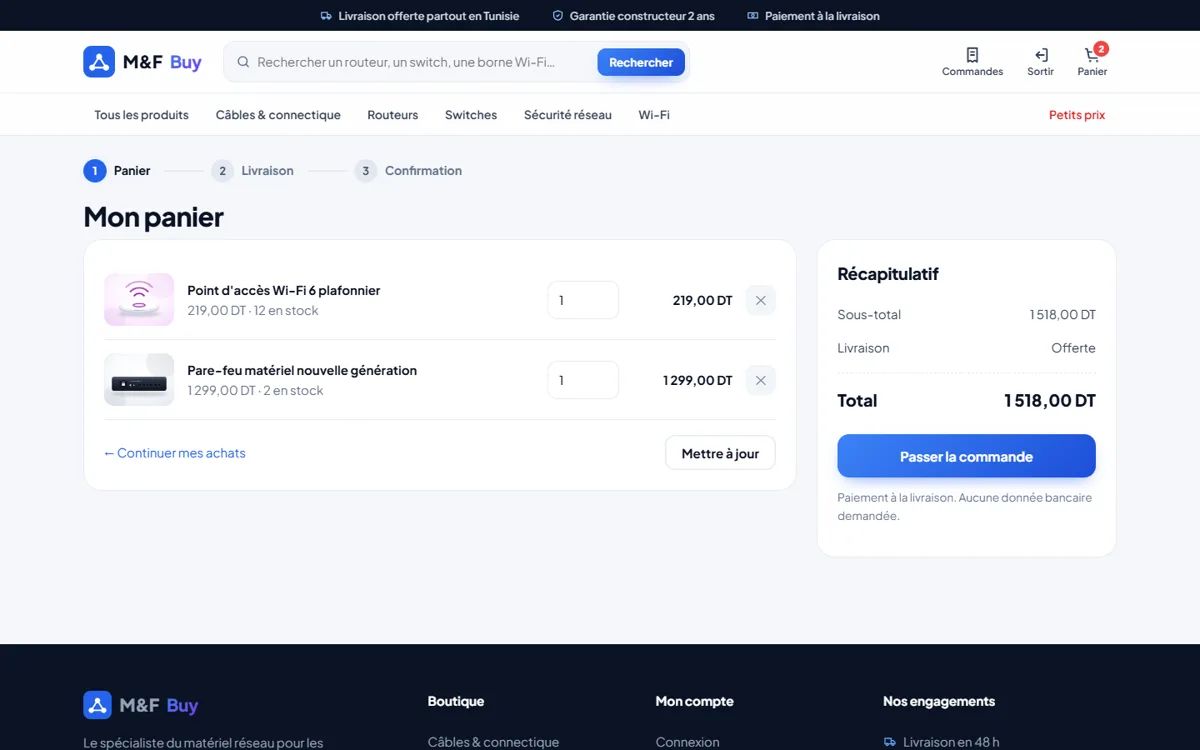 Livraison offerte partout en Tunisie
Garantie constructeur 2 ans
Paiement à la livraison
M&F Buy
Rechercher un routeur, un switch, une borne Wi-Fi…
Rechercher
Commandes
Sortir
2
Panier
Tous les produits
Câbles & connectique
Routeurs
Switches
Sécurité réseau
Wi-Fi
Petits prix
1 Panier
2 Livraison
3 Confirmation
Mon panier
Point d'accès Wi-Fi 6 plafonnier
219,00 DT · 12 en stock
1
219,00 DT
Pare-feu matériel nouvelle génération
1 299,00 DT · 2 en stock
1
1 299,00 DT
← Continuer mes achats
Mettre à jour
Récapitulatif
Sous-total 1 518,00 DT
Livraison Offerte
Total 1 518,00 DT
Passer la commande
Paiement à la livraison. Aucune donnée bancaire
demandée.
M&F Buy
Le spécialiste du matériel réseau pour les
Boutique
Câbles & connectique
Mon compte
Connexion
Nos engagements
Livraison en 48 h